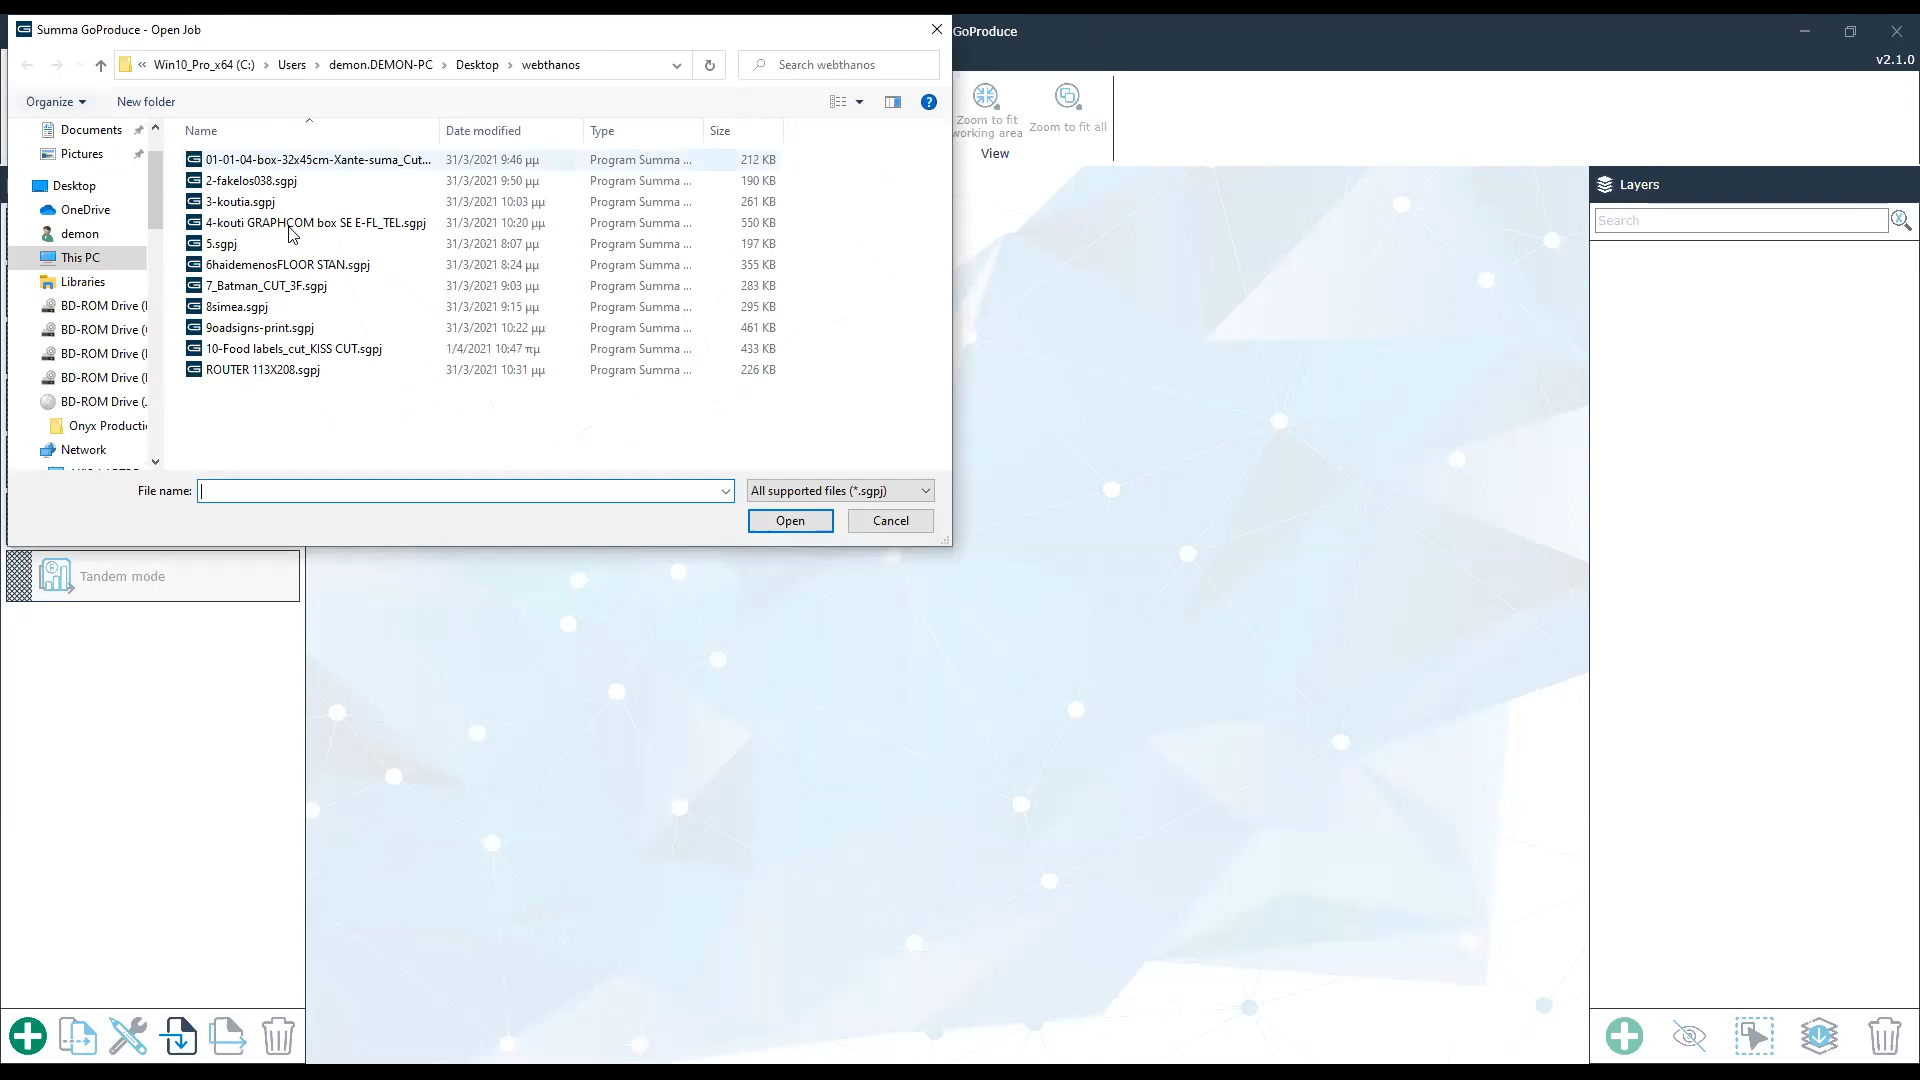 Summa GoProduce - Open Job
GoProduce
v2.1.0
« Win10_Pro_x64 (C:) › Users › demon.DEMON-PC › Desktop › webthanos
Search webthanos
Organize
New folder
Zoom to fit
working area
Zoom to fit all
View
Documents
Pictures
Desktop
OneDrive
demon
This PC
Libraries
BD-ROM Drive (
BD-ROM Drive (
BD-ROM Drive (
BD-ROM Drive (
BD-ROM Drive (.
Onyx Producti
Network
Name Date modified Type Size
01-01-04-box-32x45cm-Xante-suma_Cut... 31/3/2021 9:46 μμ Program Summa ... 212 KB
2-fakelos038.sgpj 31/3/2021 9:50 μμ Program Summa ... 190 KB
3-koutia.sgpj 31/3/2021 10:03 μμ Program Summa ... 261 KB
4-kouti GRAPHCOM box SE E-FL_TEL.sgpj 31/3/2021 10:20 μμ Program Summa ... 550 KB
5.sgpj 31/3/2021 8:07 μμ Program Summa ... 197 KB
6haidemenosFLOOR STAN.sgpj 31/3/2021 8:24 μμ Program Summa ... 355 KB
7_Batman_CUT_3F.sgpj 31/3/2021 9:03 μμ Program Summa ... 283 KB
8simea.sgpj 31/3/2021 9:15 μμ Program Summa ... 295 KB
9oadsigns-print.sgpj 31/3/2021 10:22 μμ Program Summa ... 461 KB
10-Food labels_cut_KISS CUT.sgpj 1/4/2021 10:47 πμ Program Summa ... 433 KB
ROUTER 113X208.sgpj 31/3/2021 10:31 μμ Program Summa ... 226 KB
File name:
All supported files (*.sgpj)
Open
Cancel
Tandem mode
Layers
Search